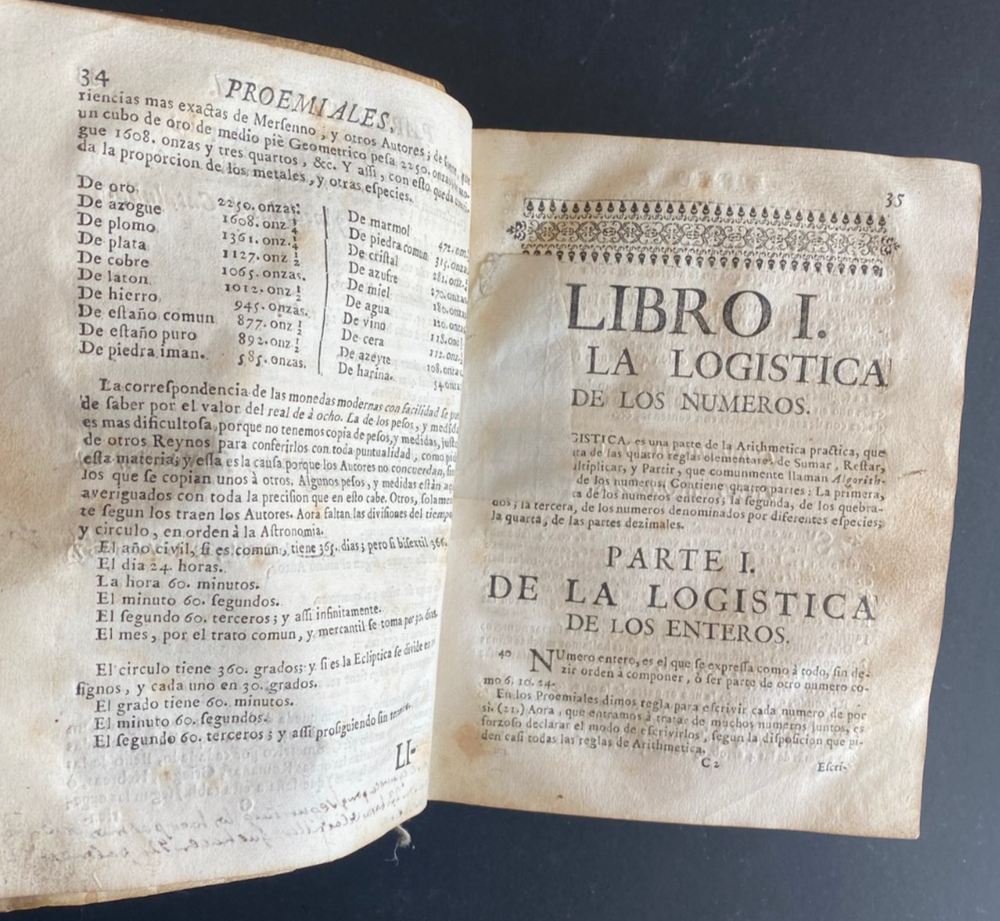 34
PROEMIALES.
riencias mas exactas de Merſenno, y otros Autores; de
un cubo de oro de medio piè Geometrico peſa 2250. onzas,
gue 1608. onzas y tres quartos, &c. Y aſſi, con eſto queda
da la proporcion de los metales, y otras eſpecies.
De oro 2250. onzas.
De azogue 1608. onz.
De plomo 1361. onz.
De plata 1127. onz ½
De cobre 1065. onzas.
De laton 1012. onz ½
De hierro 945. onzas.
De eſtaño comun 877. onz ½
De eſtaño puro 892. onz ½
De piedra iman. 585. onzas.
De marmol
De piedra comun 315. onzas
De criſtal
De azufre
De miel
De agua
De vino
De cera
De azeyte
De harina. 54. onzas
La correſpondencia de las monedas modernas con facilidad ſe
de ſaber por el valor del real de à ocho. La de los peſos, y medidas
es mas dificultoſa, porque no tenemos copia de peſos, y medidas,
de otros Reynos para conferirlos con toda puntualidad, como
eſta materia; y eſſa es la cauſa porque los Autores no concuerdan,
los que ſe copian unos à otros. Algunos peſos, y medidas eſtàn
averiguados con toda la preciſion que en eſto cabe. Otros,
te ſegun los traen los Autores. Aora faltan las diviſiones del tiempo
y circulo, en orden à la Aſtronomia.
El año civil, ſi es comun, tiene 365. dias; pero ſi biſextil 366.
El dia 24. horas.
La hora 60. minutos.
El minuto 60. ſegundos.
El ſegundo 60. terceros; y aſſi infinitamente.
El mes, por el trato comun, y mercantil ſe toma por 30. dias.
El circulo tiene 360. grados; y ſi es la Ecliptica ſe divide en
ſignos, y cada uno en 30. grados.
El grado tiene 60. minutos.
El minuto 60. ſegundos.
El ſegundo 60. terceros; y aſſi proſiguiendo ſin
LI-
35
LIBRO I.
LA LOGISTICA
DE LOS NUMEROS.
GISTICA, es una parte de la Arithmetica practica, que
de las quatro reglas elementares de Sumar, Reſtar,
ultiplicar, y Partir, que comunmente llaman Algorith-
de los numeros. Contiene quatro partes: La primera,
de los numeros enteros; la ſegunda, de los quebra-
dos; la tercera, de los numeros denominados por diferentes eſpecies;
la quarta, de las partes dezimales.
PARTE I.
DE LA LOGISTICA
DE LOS ENTEROS.
40 NUmero entero, es el que ſe expreſſa como à todo, ſin de-
zir orden à componer, ò ſer parte de otro numero co-
mo 6. 10. 24.
En los Proemiales dimos regla para eſcrivir cada numero de por
sì. (21.) Aora, que entramos à tratar de muchos numeros juntos, es
forzoſo declarar el modo de eſcrivirlos, ſegun la diſpoſicion que pi-
den caſi todas las reglas de Arithmetica.
C 2
Eſcri-